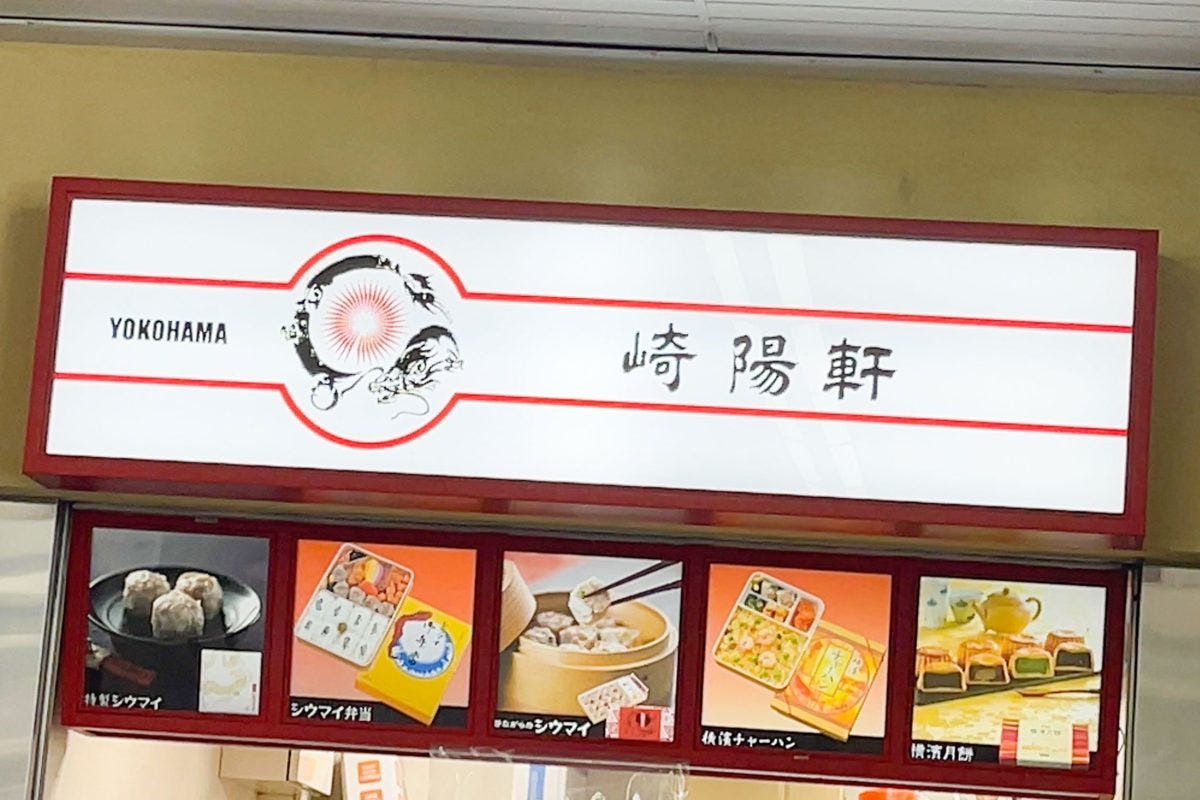 YOKOHAMA
崎陽軒
特製シウマイ
シウマイ弁当
昔ながらのシウマイ
横濱チャーハン
横濱月餅